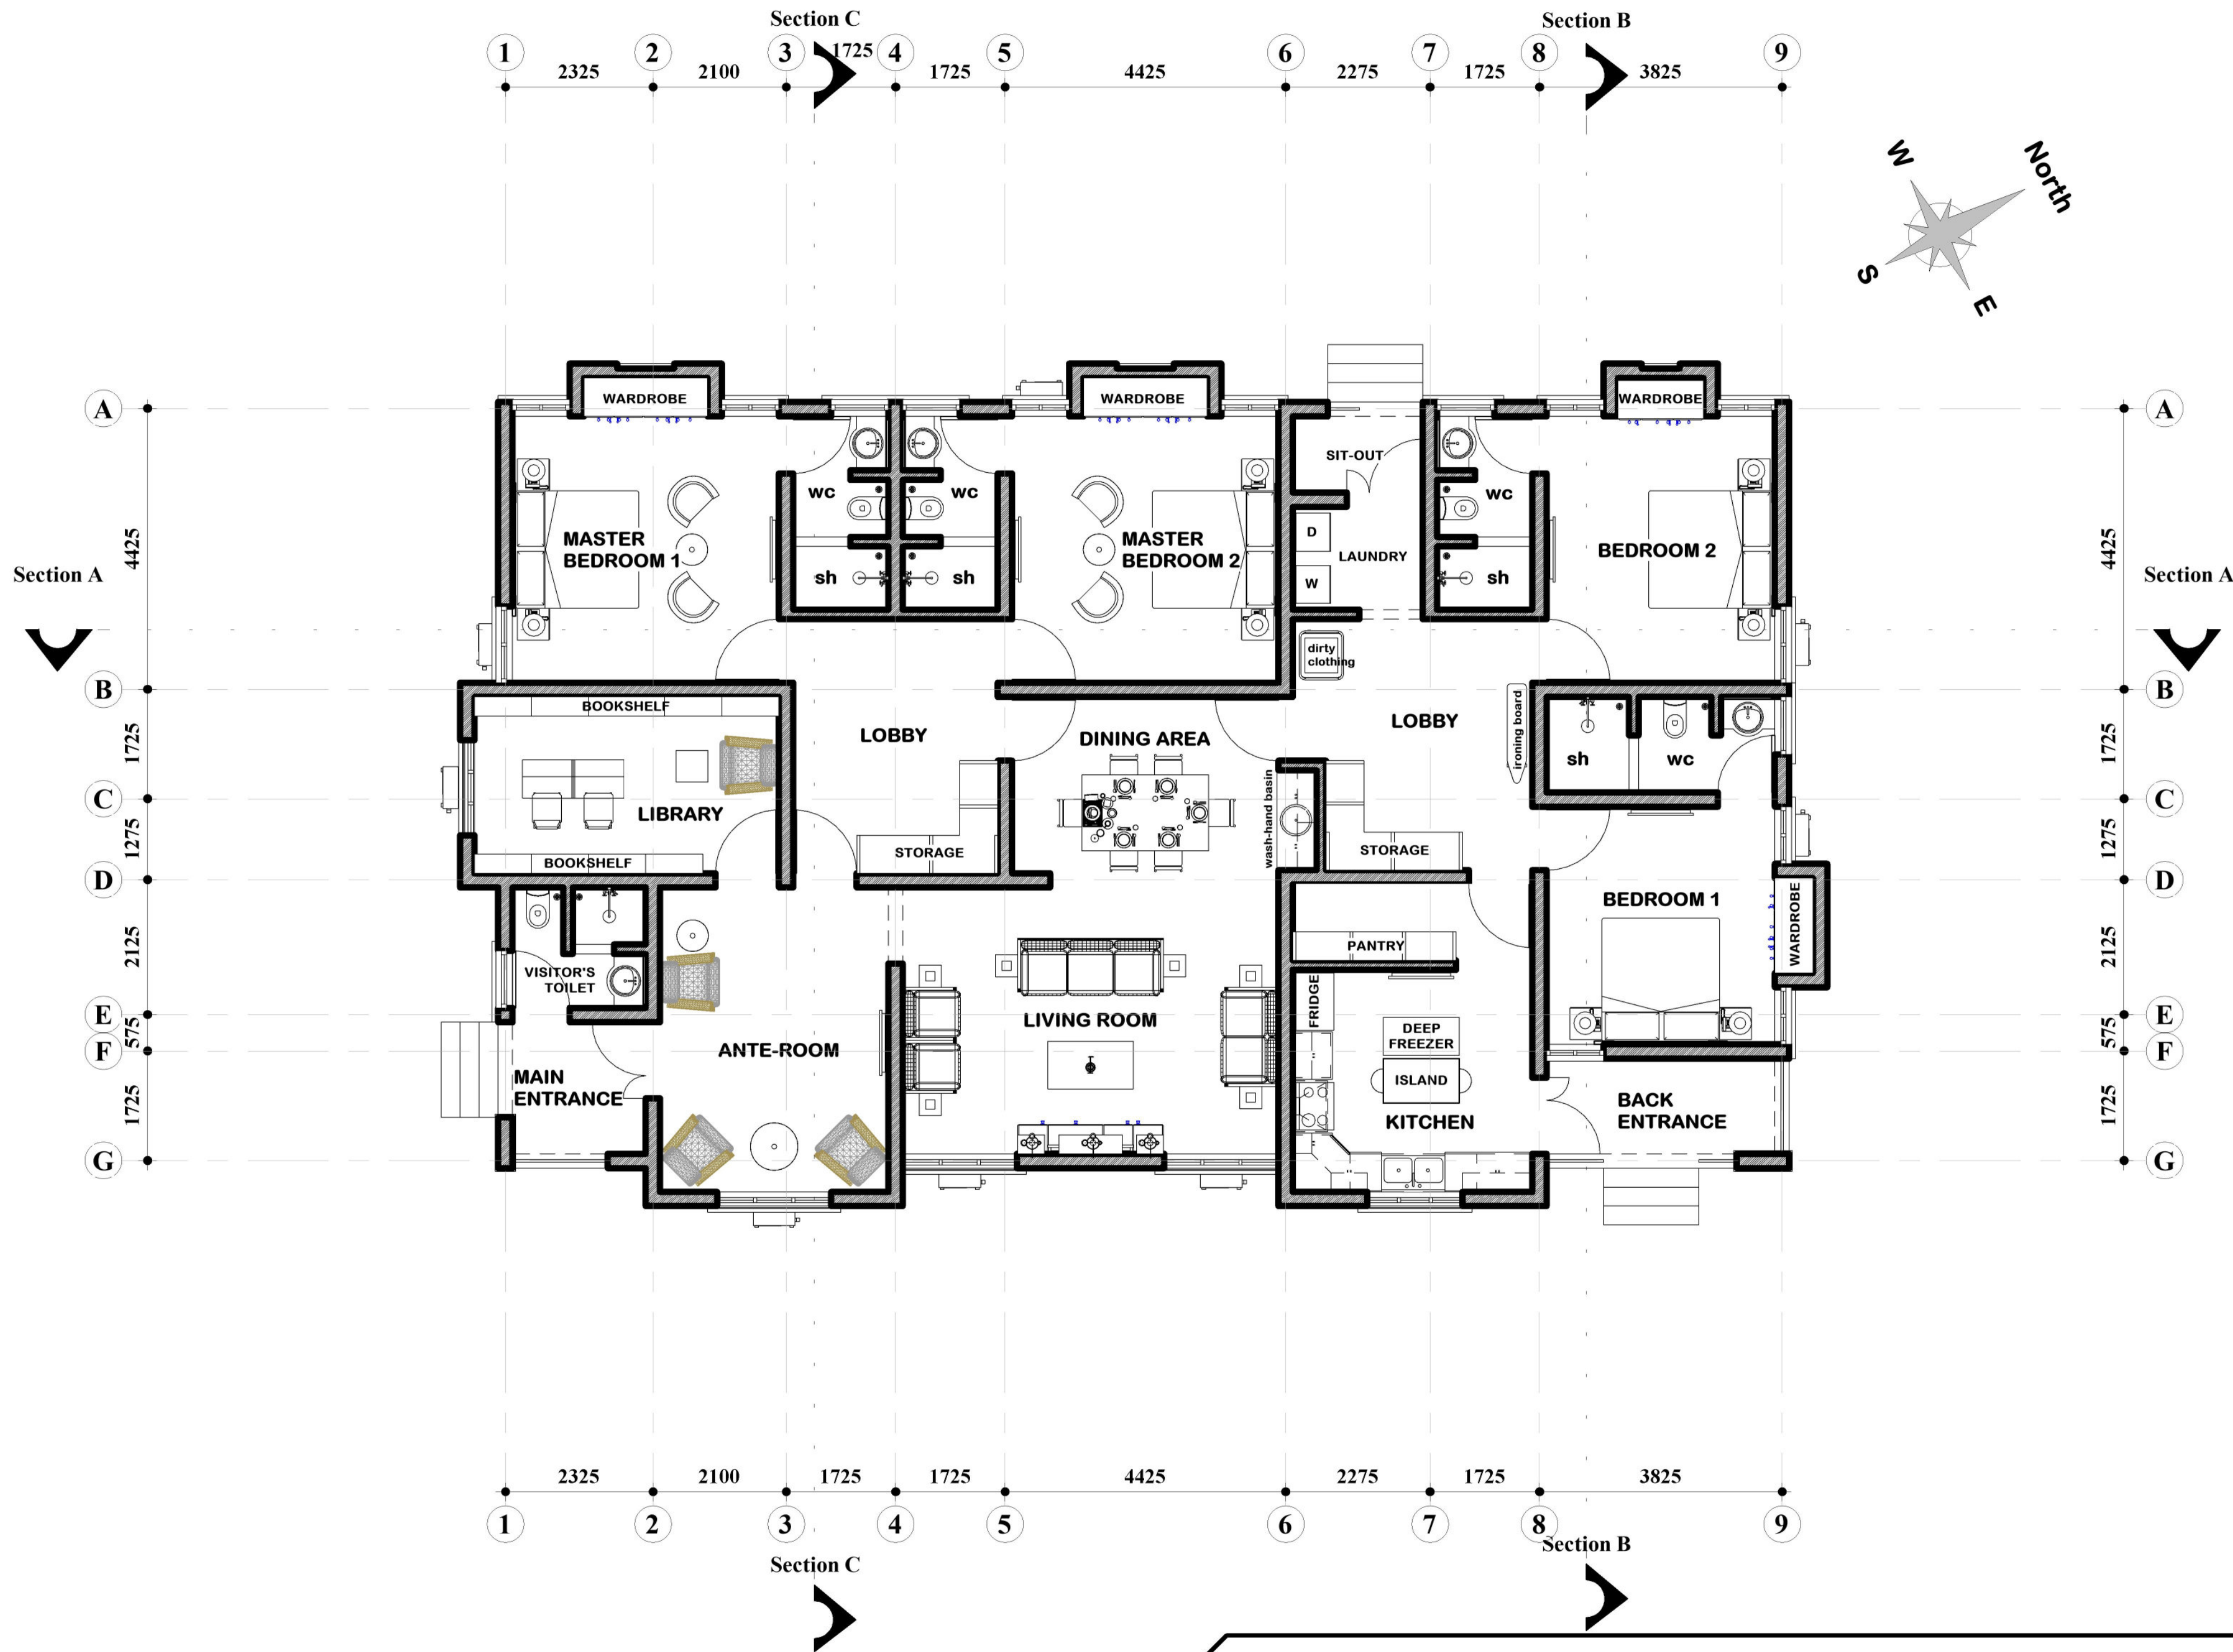 Section C
Section B
1
2
3
4
5
6
7
8
9
2325
2100
1725
1725
4425
2275
1725
3825
W
North
S
E
WARDROBE
WARDROBE
WARDROBE
A
A
SIT-OUT
wc
wc
wc
D
MASTER
BEDROOM 1
MASTER
BEDROOM 2
LAUNDRY
BEDROOM 2
4425
4425
Section A
Section A
sh
sh
W
sh
dirty
clothing
B
B
BOOKSHELF
LOBBY
DINING AREA
LOBBY
ironing board
1725
1725
sh
wc
C
C
LIBRARY
wash-hand basin
1275
1275
STORAGE
STORAGE
BOOKSHELF
D
D
BEDROOM 1
WARDROBE
2125
2125
PANTRY
VISITOR'S
TOILET
FRIDGE
E
E
LIVING ROOM
DEEP
FREEZER
575
575
ANTE-ROOM
F
F
MAIN
ENTRANCE
ISLAND
BACK
ENTRANCE
1725
1725
KITCHEN
G
G
2325
2100
1725
1725
4425
2275
1725
3825
1
2
3
4
5
6
7
8
9
Section C
Section B